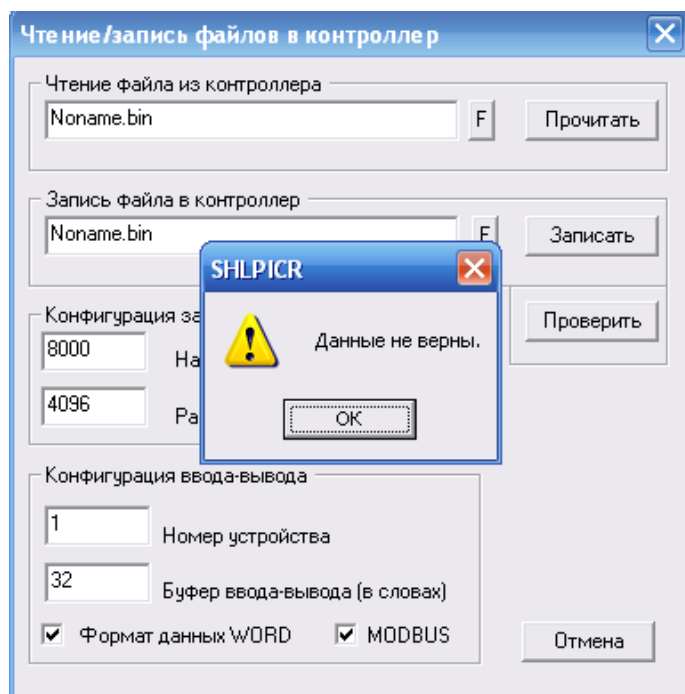 Чтение/запись файлов в контроллер
Чтение файла из контроллера
Noname.bin
F
Прочитать
Запись файла в контроллер
Noname.bin
F
Записать
SHLPICR
Данные не верны.
OK
Проверить
Конфигурация
8000
4096
Конфигурация ввода-вывода
1
Номер устройства
32
Буфер ввода-вывода (в словах)
Формат данных WORD
MODBUS
Отмена